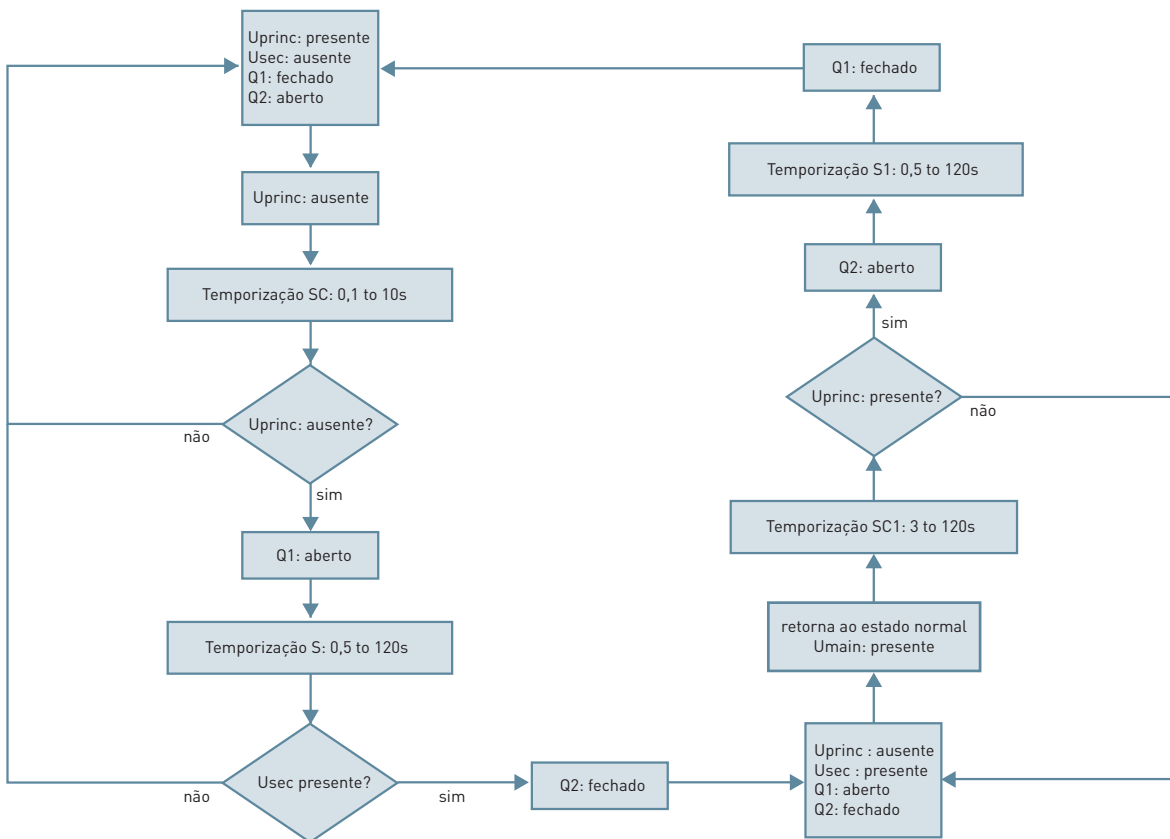 Uprinc: presente
Usec: ausente
Q1: fechado
Q2: aberto
Uprinc: ausente
Temporização SC: 0,1 to 10s
Uprinc: ausente?
não
sim
Q1: aberto
Temporização S: 0,5 to 120s
Usec presente?
não
sim
Q2: fechado
Uprinc : ausente
Usec : presente
Q1: aberto
Q2: fechado
retorna ao estado normal
Umain: presente
Temporização SC1: 3 to 120s
Uprinc: presente?
não
sim
Q2: aberto
Temporização S1: 0,5 to 120s
Q1: fechado